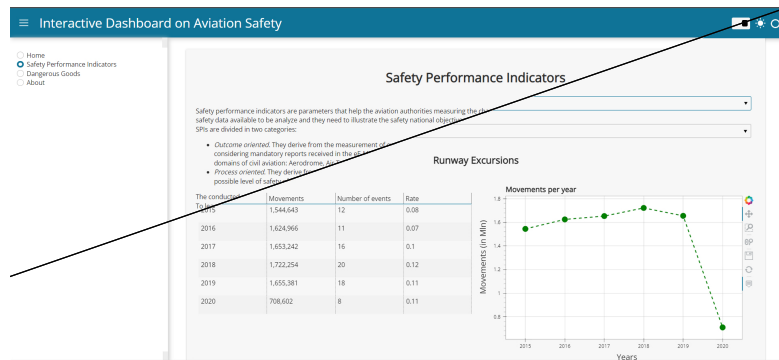 Interactive Dashboard on Aviation Safety
Home
Safety Performance Indicators
Dangerous Goods
About
Safety Performance Indicators
Safety performance indicators are parameters that help the aviation authorities measuring the
safety data available to be analyze and they need to illustrate the safety national
SPIs are divided in two categories:
Outcome oriented. They derive from the measurement of
considering mandatory reports received in the
domains of civil aviation: Aerodrome,
Process oriented. They derive
possible level of
Runway Excursions
The conducted
To
Movements Number of events Rate
2015 1,544,643 12 0.08
2016 1,624,966 11 0.07
2017 1,653,242 16 0.1
2018 1,722,254 20 0.12
2019 1,655,381 18 0.11
2020 708,602 8 0.11
Movements per year
Movements (in Mln)
1.8
1.6
1.4
1.2
1
0.8
2015 2016 2017 2018 2019 2020
Years